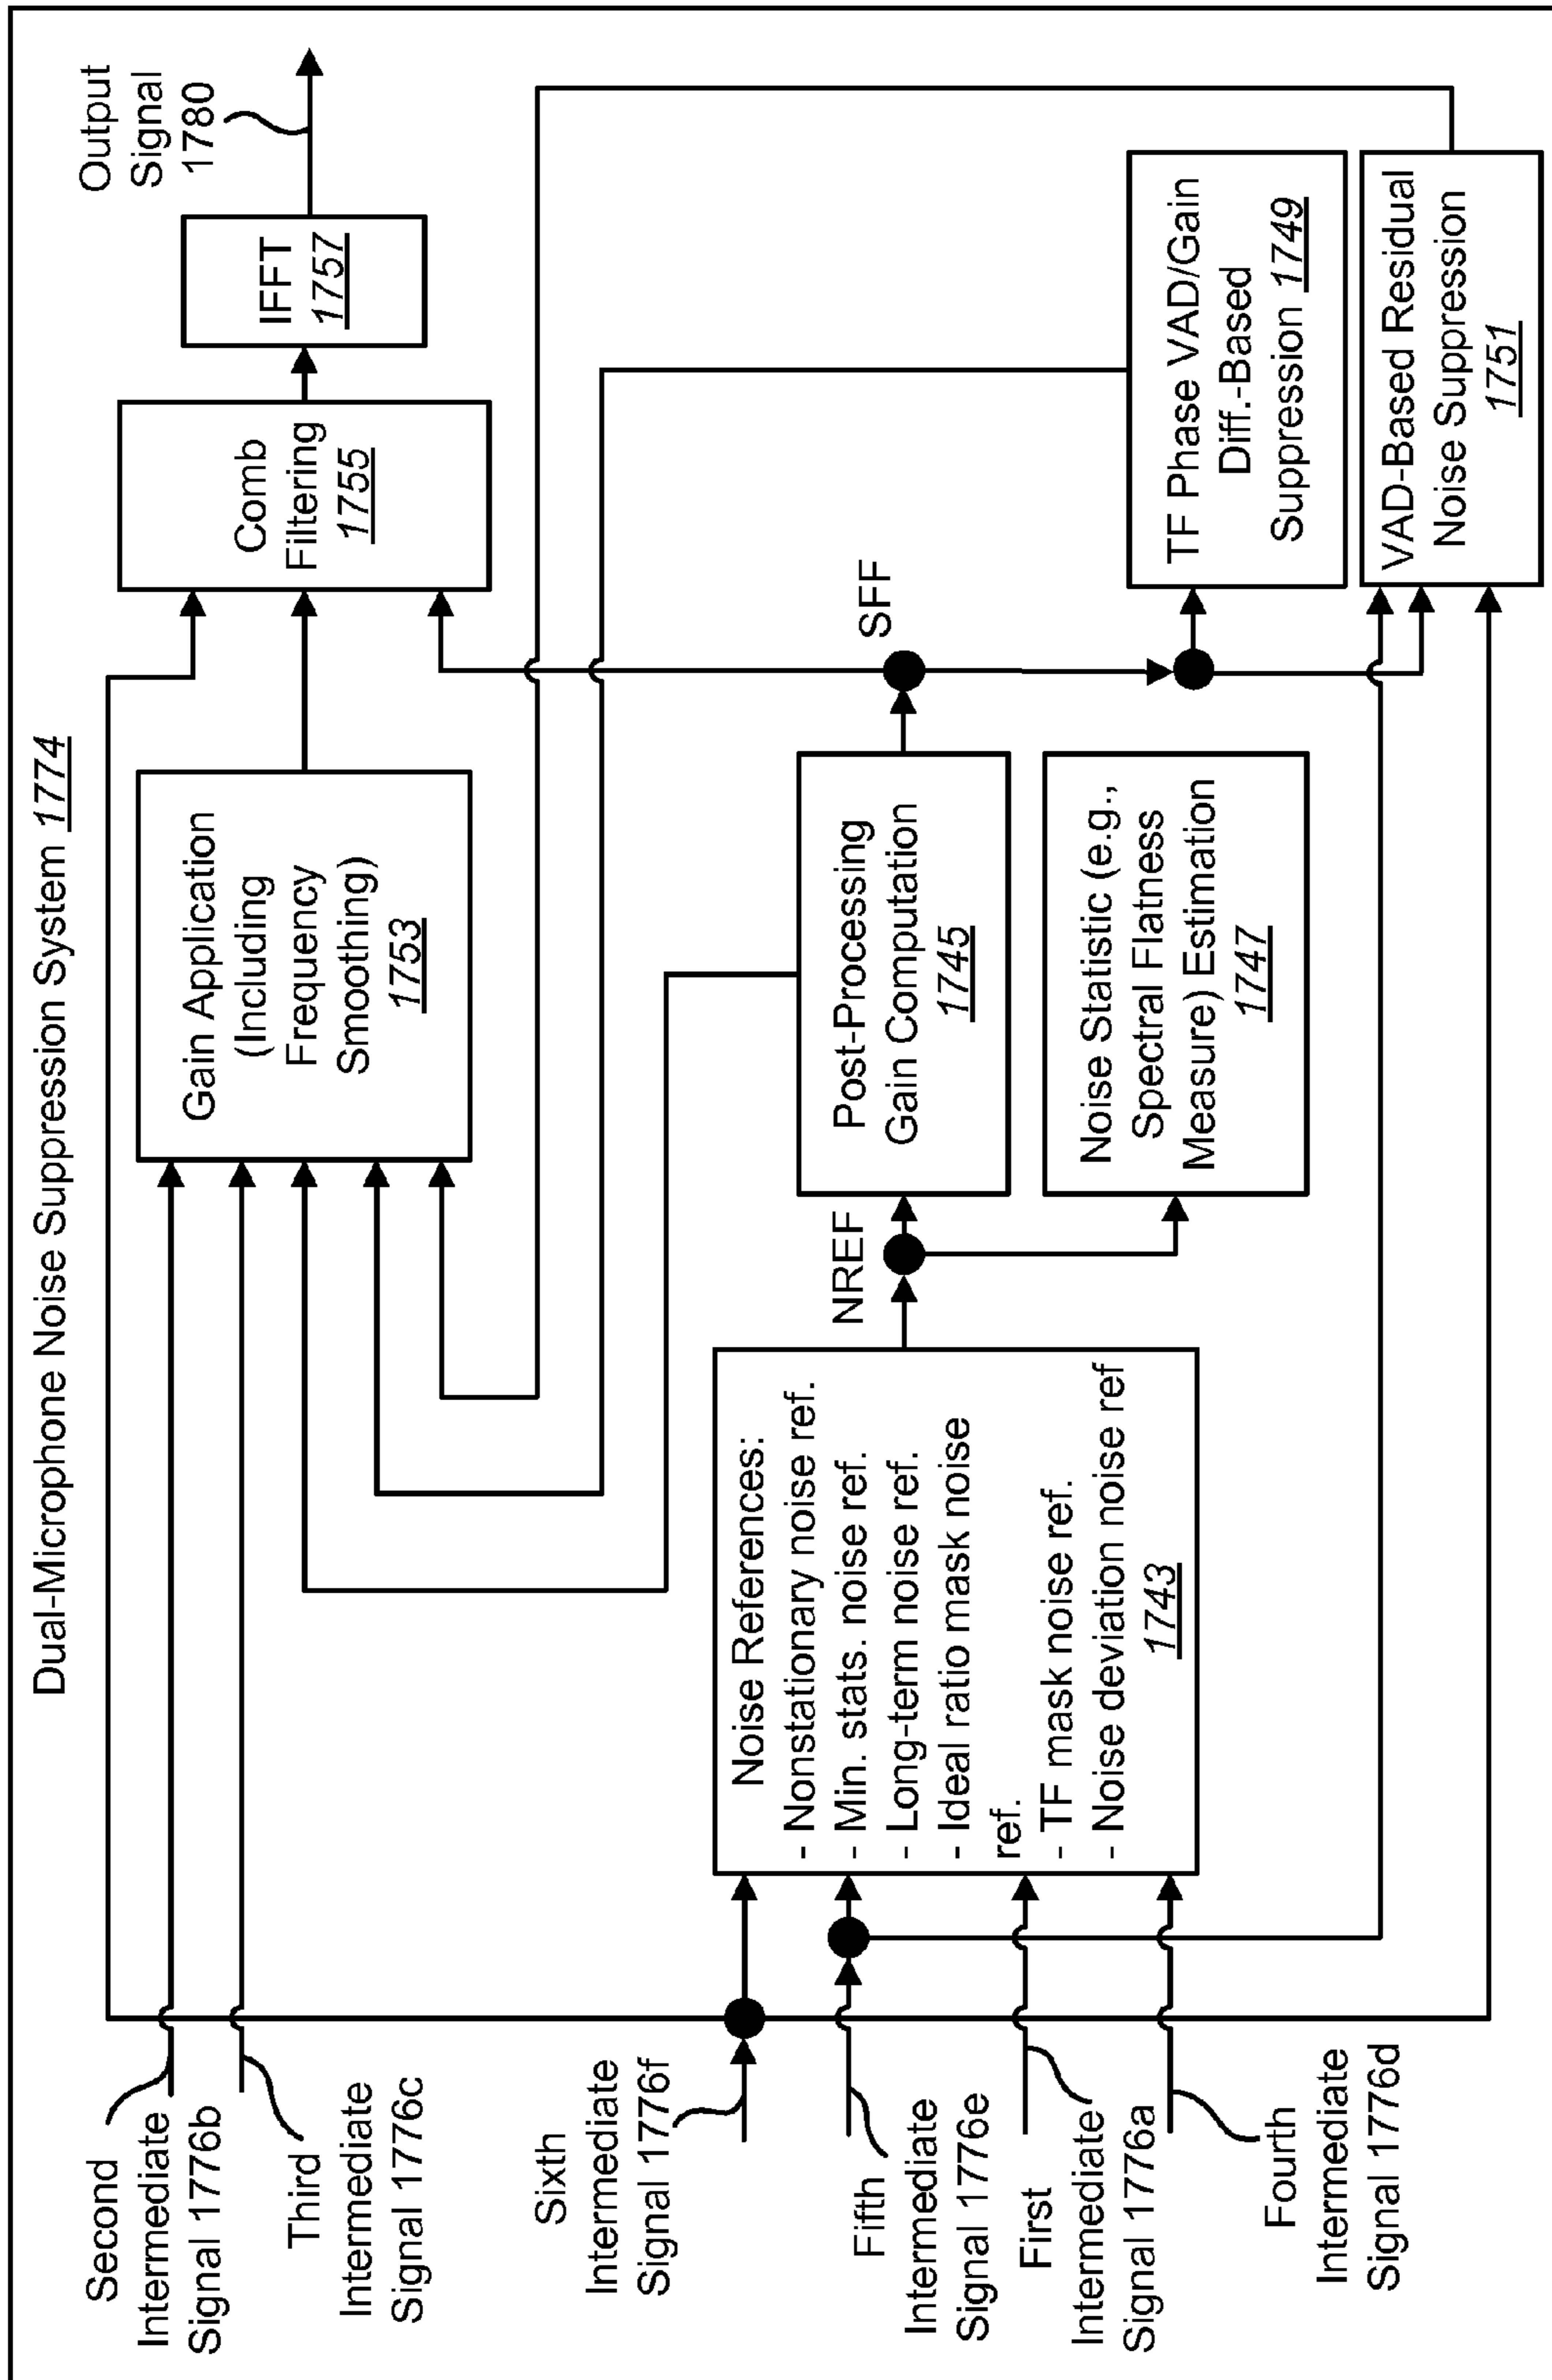 Dual-Microphone Noise Suppression System 1774
Second
Intermediate
Signal 1776b
Third
Intermediate
Signal 1776c
Sixth
Intermediate
Signal 1776f
Fifth
Intermediate
Signal 1776e
First
Intermediate
Signal 1776a
Fourth
Intermediate
Signal 1776d
Gain Application
(Including
Frequency
Smoothing)
1753
Comb
Filtering
1755
IFFT
1757
Output
Signal
1780
Noise References:
- Nonstationary noise ref.
- Min. stats. noise ref.
- Long-term noise ref.
- Ideal ratio mask noise
ref.
- TF mask noise ref.
- Noise deviation noise ref
1743
NREF
Post-Processing
Gain Computation
1745
Noise Statistic (e.g.,
Spectral Flatness
Measure) Estimation
1747
SFF
TF Phase VAD/Gain
Diff.-Based
Suppression 1749
VAD-Based Residual
Noise Suppression
1751